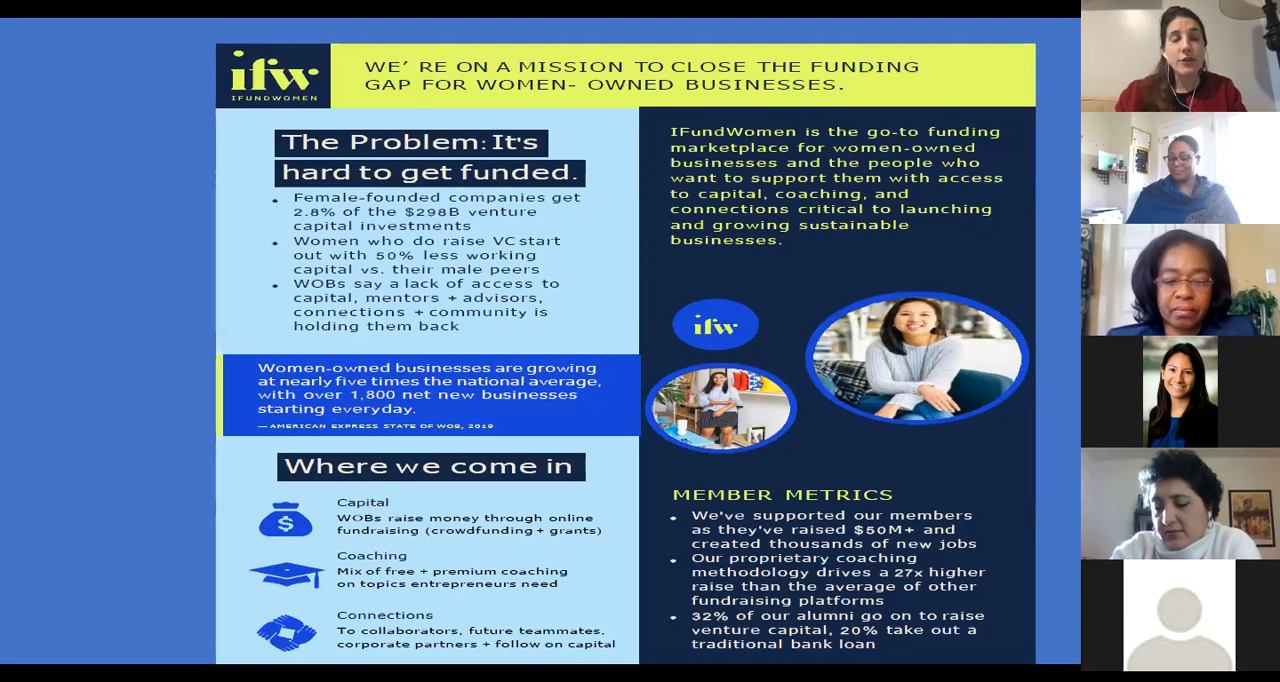 ifw
IFUNDWOMEN
WE' RE ON A MISSION TO CLOSE THE FUNDING
GAP FOR WOMEN- OWNED BUSINESSES.
The Problem: It's
hard to get funded.
• Female-founded companies get
2.8% of the $298B venture
capital investments
• Women who do raise VC start
out with 50% less working
capital vs. their male peers
• WOBs say a lack of access to
capital, mentors + advisors,
connections + community is
holding them back
Women-owned businesses are growing
at nearly five times the national average,
with over 1,800 net new businesses
starting everyday.
— AMERICAN EXPRESS STATE OF WOB, 2019
Where we come in
$
Capital
WOBs raise money through online
fundraising (crowdfunding + grants)
Coaching
Mix of free + premium coaching
on topics entrepreneurs need
Connections
To collaborators, future teammates.
corporate partners + follow on capital
IFundWomen is the go-to funding
marketplace for women-owned
businesses and the people who
want to support them with access
to capital, coaching, and
connections critical to launching
and growing sustainable
businesses.
ifw
MEMBER METRICS
• We've supported our members
as they've raised $50M+ and
created thousands of new jobs
• Our proprietary coaching
methodology drives a 27x higher
raise than the average of other
fundraising platforms
• 32% of our alumni go on to raise
venture capital, 20% take out a
traditional bank loan